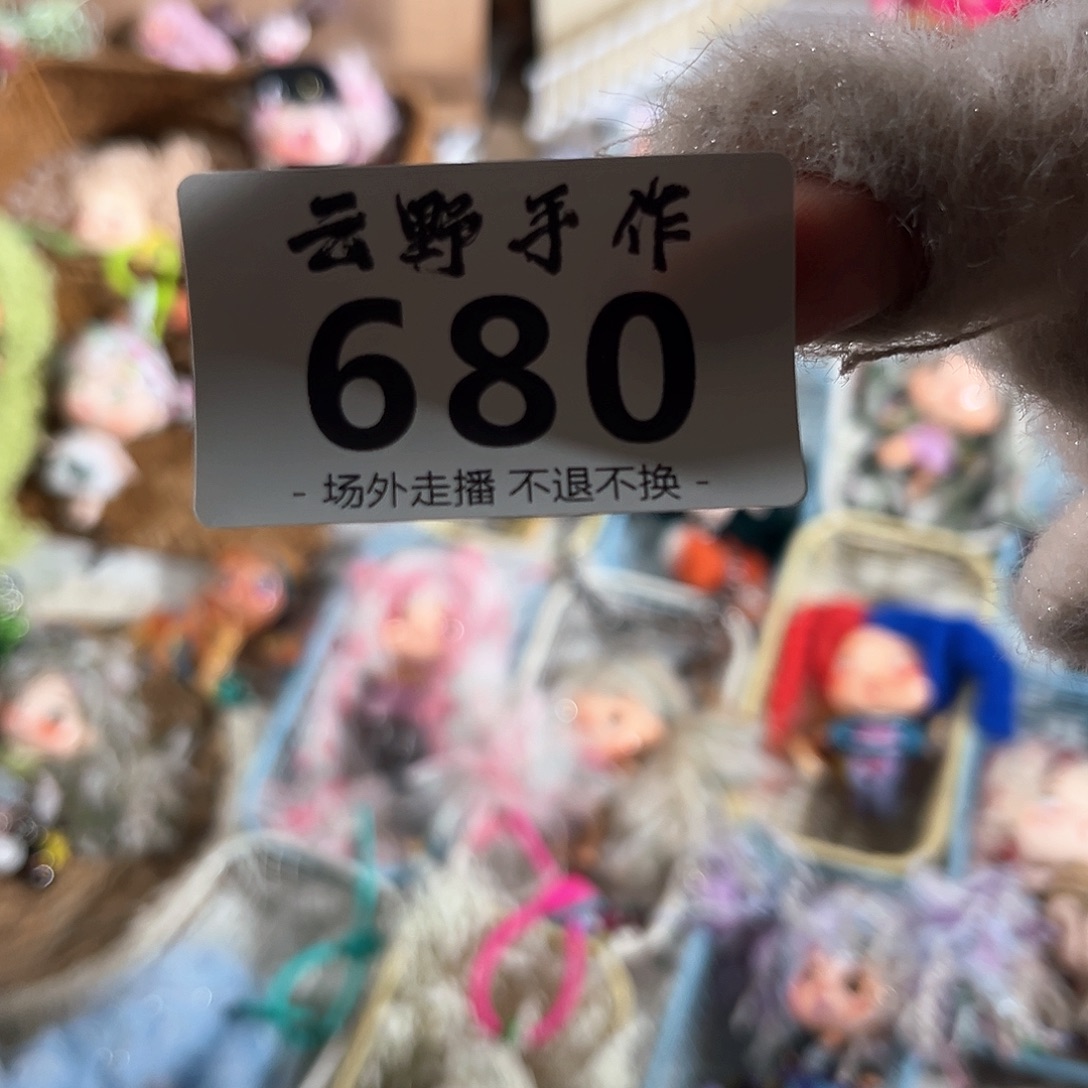 云野手作
680
- 场外走播 不退不换 -